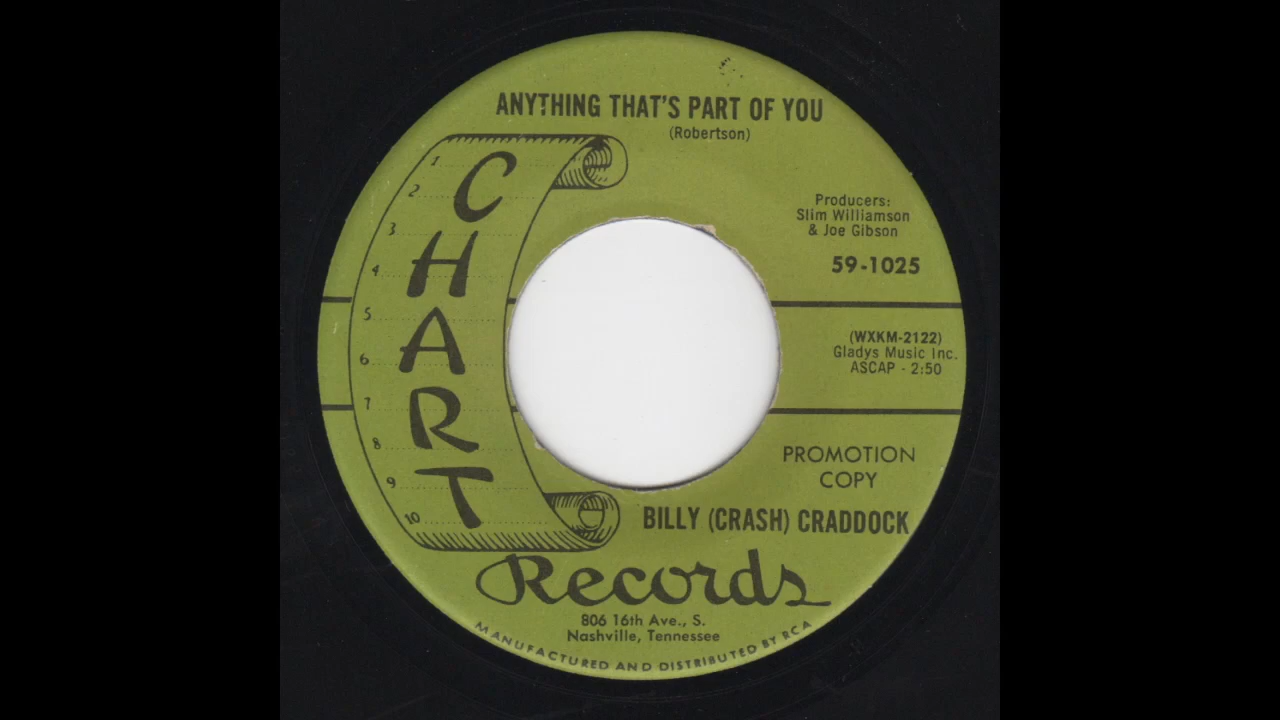 ANYTHING THAT'S PART OF YOU
(Robertson)
1
2
3
4
5
6
7
8
9
10
CHART
Producers:
Slim Williamson
& Joe Gibson
59-1025
(WXKM-2122)
Gladys Music Inc.
ASCAP - 2:50
PROMOTION
COPY
BILLY (CRASH) CRADDOCK
Records
806 16th Ave., S.
Nashville, Tennessee
MANUFACTURED AND DISTRIBUTED BY RCA